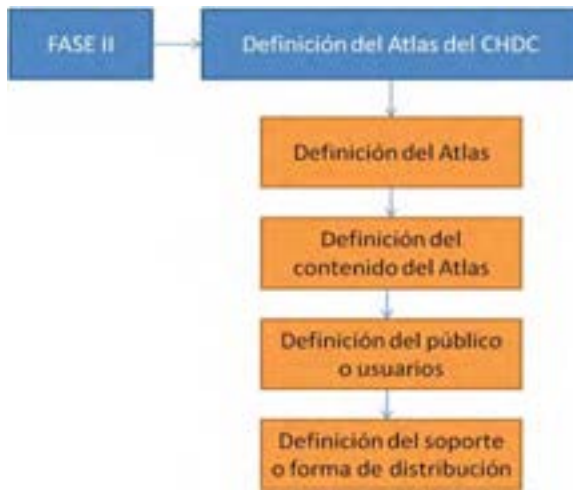 FASE II
Definición del Atlas del CHDC
Definición del Atlas
Definición del
contenido del Atlas
Definición del público
o usuarios
Definición del soporte
o forma de distribución